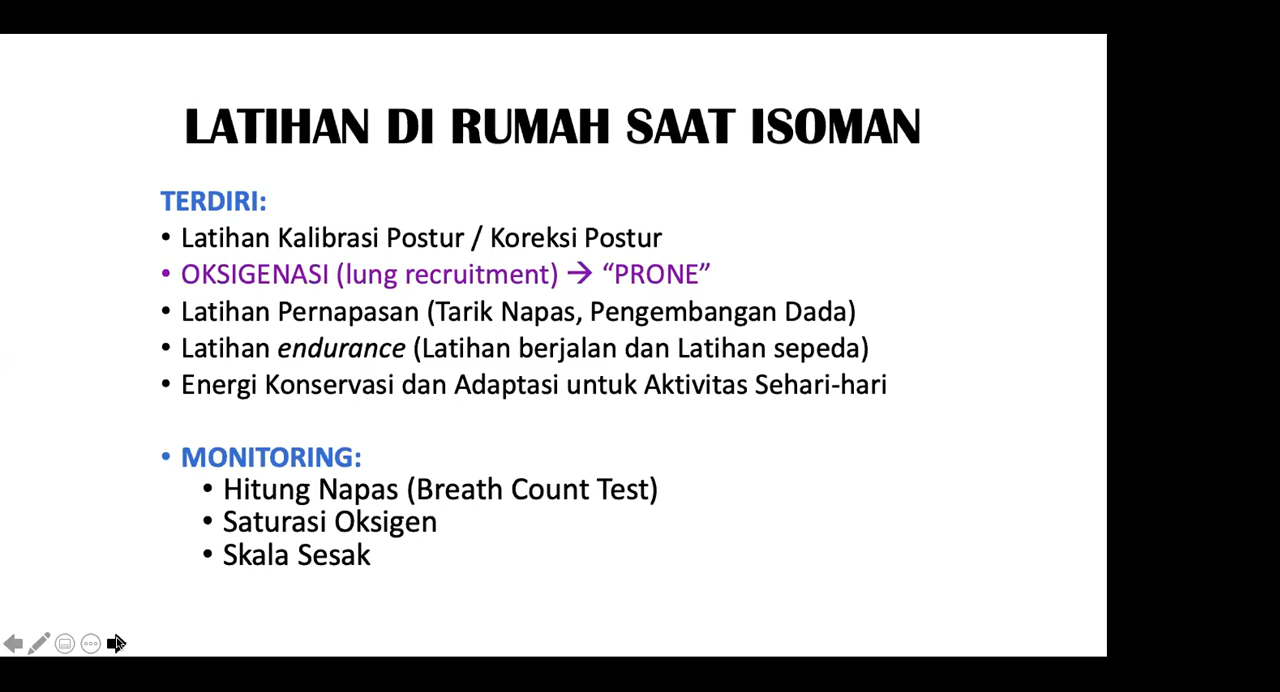 LATIHAN DI RUMAH SAAT ISOMAN
TERDIRI:
• Latihan Kalibrasi Postur / Koreksi Postur
• OKSIGENASI (lung recruitment) → “PRONE”
• Latihan Pernapasan (Tarik Napas, Pengembangan Dada)
• Latihan endurance (Latihan berjalan dan Latihan sepeda)
• Energi Konservasi dan Adaptasi untuk Aktivitas Sehari-hari
• MONITORING:
• Hitung Napas (Breath Count Test)
• Saturasi Oksigen
• Skala Sesak